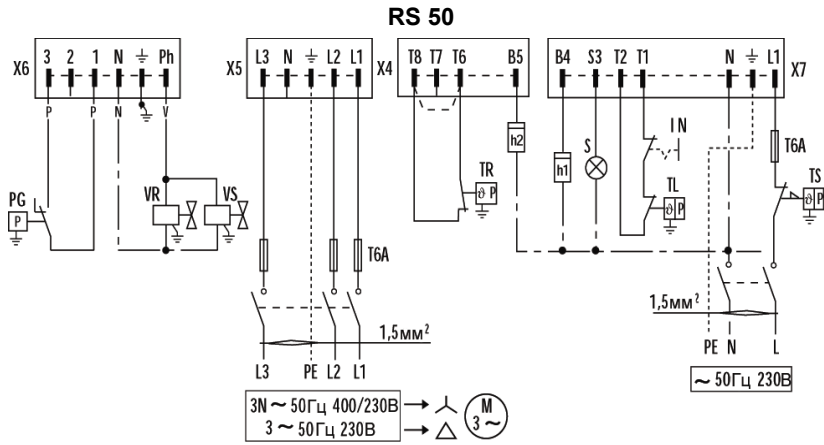 RS 50
X6 3 2 1 N Ph
X5 L3 N L2 L1
X4 T8 T7 T6 B5
B4 S3 T2 T1 N L1 X7
P P N V
h2
h1
S
IN
T6A
PG P
VR VS
TR ϑ P
TL ϑ P
TS ϑ P
T6A
1,5мм²
1,5мм²
L3 PE L2 L1
PE N L
3N ~ 50Гц 400/230В
3 ~ 50Гц 230В
M
3 ~
~ 50Гц 230В